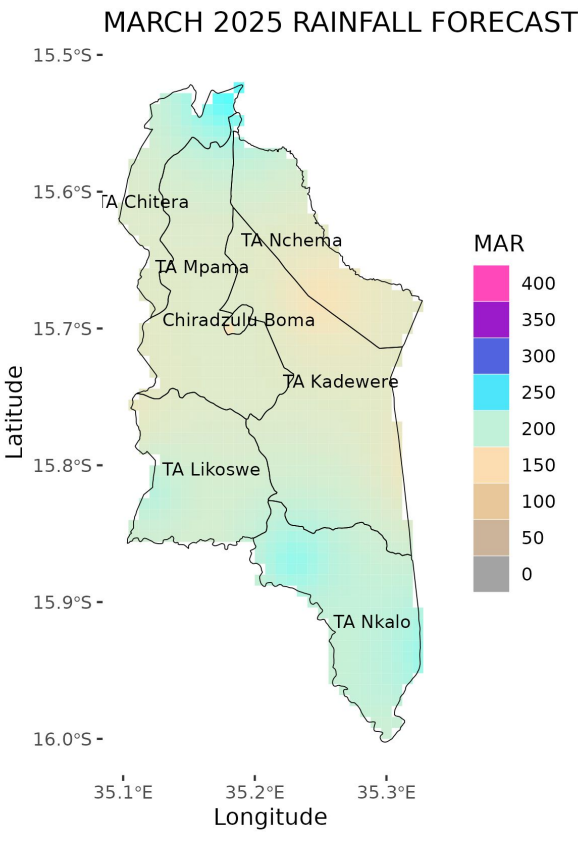 MARCH 2025 RAINFALL FORECAST
15.5°S
15.6°S
15.7°S
15.8°S
15.9°S
16.0°S
Latitude
TA Chitera
TA Nchema
TA Mpama
Chiradzulu Boma
TA Kadewere
TA Likoswe
TA Nkalo
MAR
400
350
300
250
200
150
100
50
0
35.1°E
35.2°E
35.3°E
Longitude